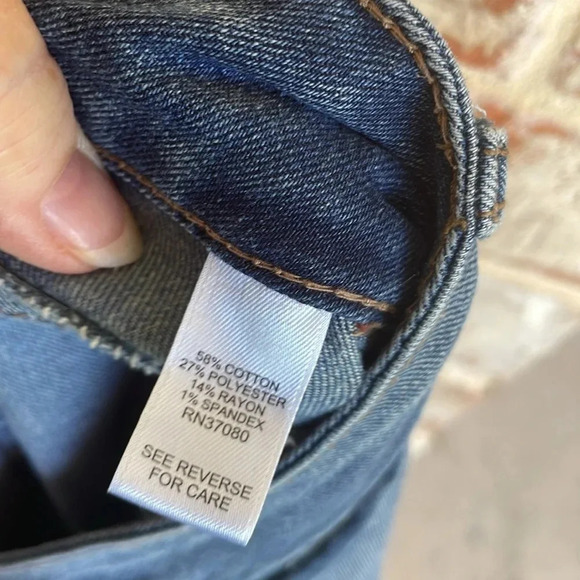 58% COTTON
27% POLYESTER
14% RAYON
1% SPANDEX
RN37080
SEE REVERSE
FOR CARE